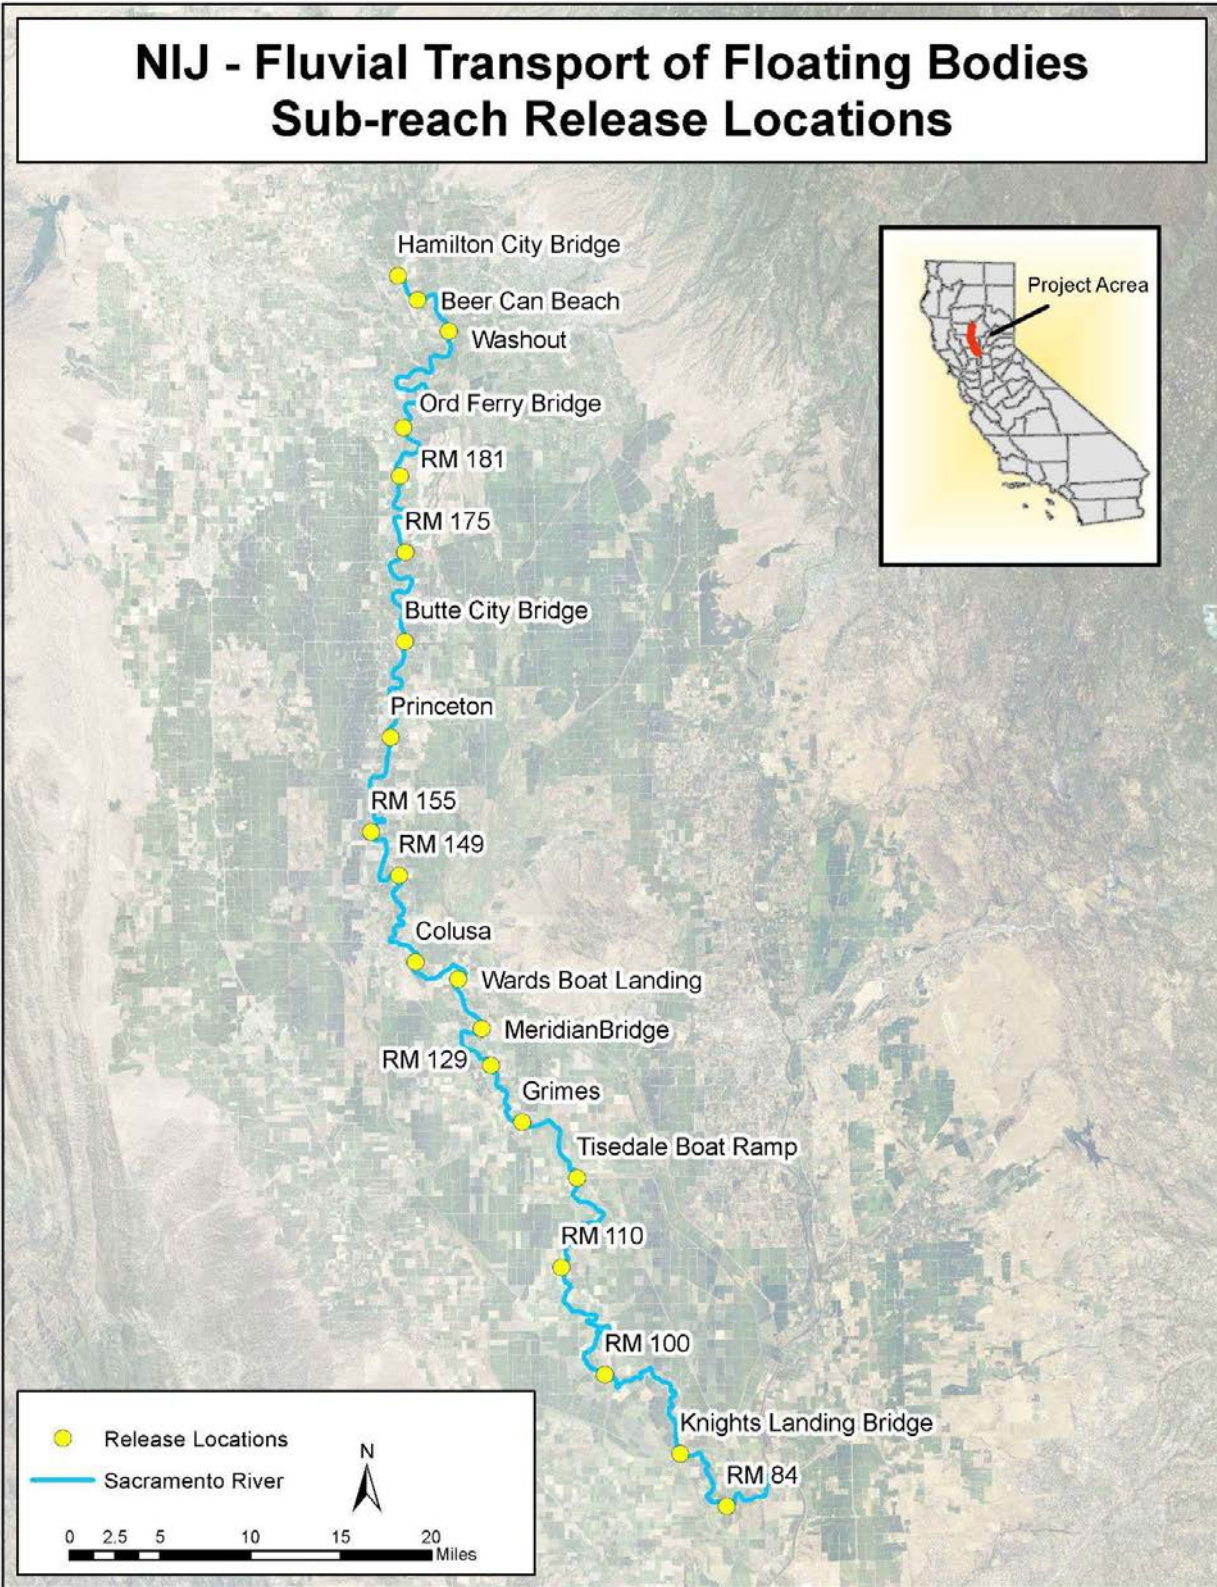 NIJ - Fluvial Transport of Floating Bodies
Sub-reach Release Locations
Hamilton City Bridge
Project Acrea
Beer Can Beach
Washout
Ord Ferry Bridge
RM 181
RM 175
Butte City Bridge
Princeton
RM 155
RM 149
Colusa
Wards Boat Landing
MeridianBridge
RM 129
Grimes
Tisedale Boat Ramp
RM 110
RM 100
Knights Landing Bridge
RM 84
Release Locations
N
Sacramento River
0 2.5 5 10 15 20
Miles